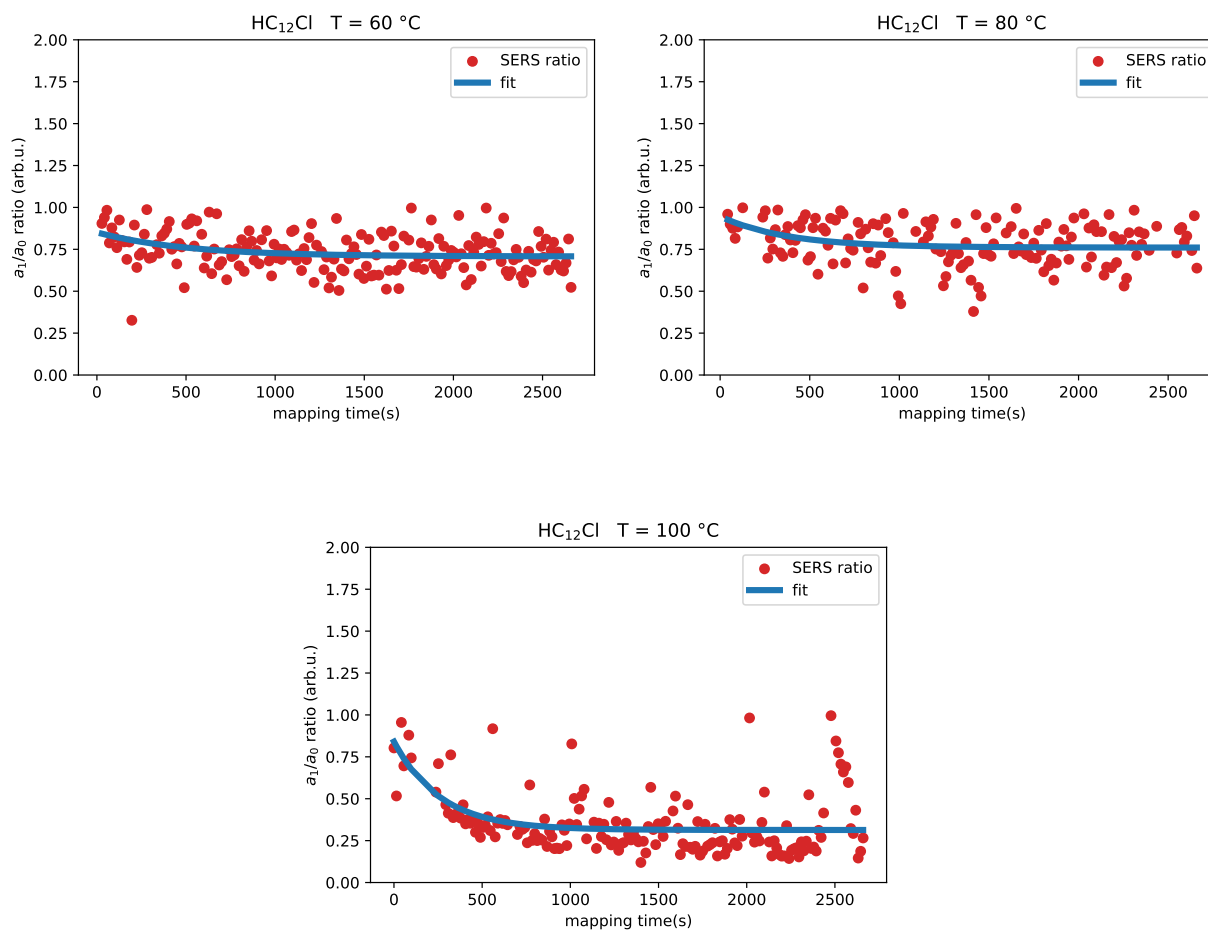 HC₁₂Cl   T = 60 °C
2.00
1.75
1.50
1.25
1.00
0.75
0.50
0.25
0.00
a₁/a₀ ratio (arb.u.)
SERS ratio
fit
0 500 1000 1500 2000 2500
mapping time(s)
HC₁₂Cl   T = 80 °C
2.00
1.75
1.50
1.25
1.00
0.75
0.50
0.25
0.00
a₁/a₀ ratio (arb.u.)
SERS ratio
fit
0 500 1000 1500 2000 2500
mapping time(s)
HC₁₂Cl   T = 100 °C
2.00
1.75
1.50
1.25
1.00
0.75
0.50
0.25
0.00
a₁/a₀ ratio (arb.u.)
SERS ratio
fit
0 500 1000 1500 2000 2500
mapping time(s)